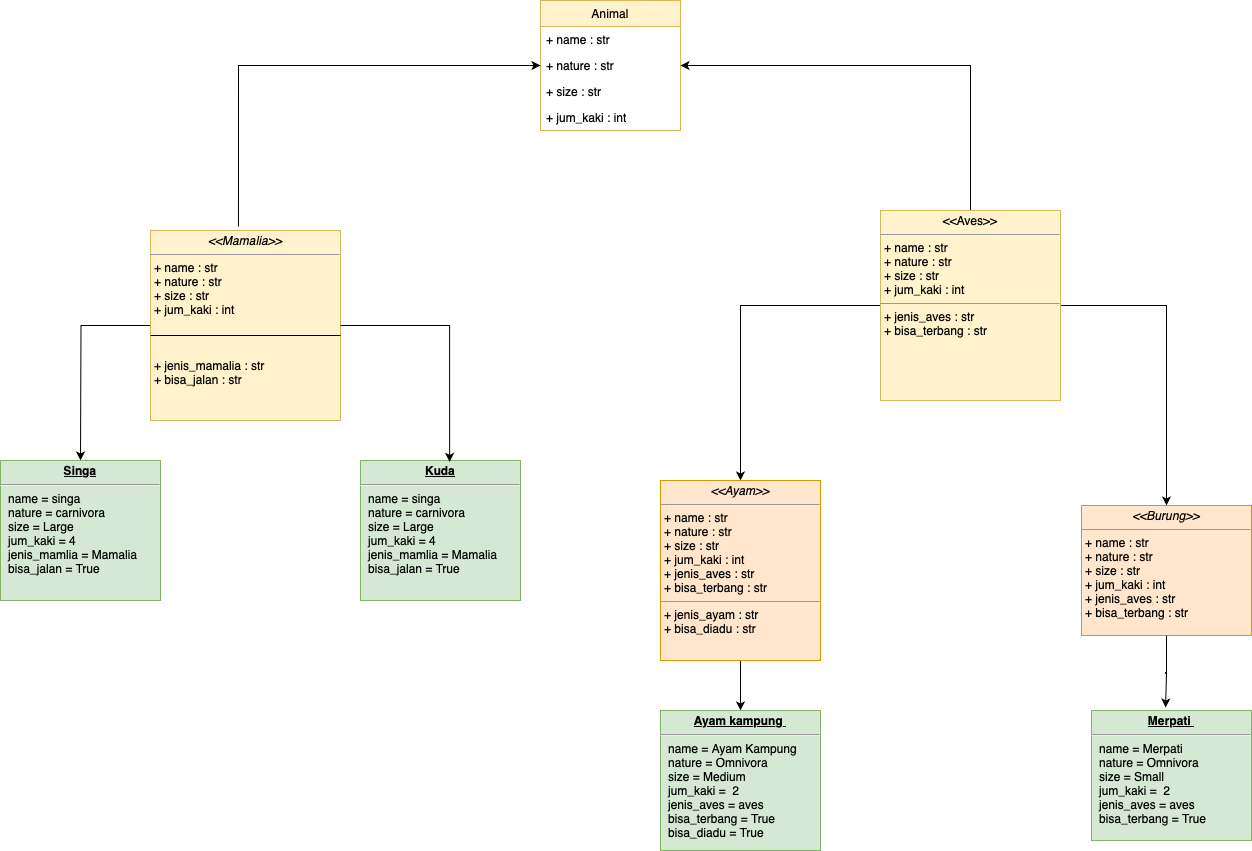 Animal
+ name : str
+ nature : str
+ size : str
+ jum_kaki : int
<<Mamalia>>
+ name : str
+ nature : str
+ size : str
+ jum_kaki : int
+ jenis_mamalia : str
+ bisa_jalan : str
<<Aves>>
+ name : str
+ nature : str
+ size : str
+ jum_kaki : int
+ jenis_aves : str
+ bisa_terbang : str
Singa
name = singa
nature = carnivora
size = Large
jum_kaki = 4
jenis_mamlia = Mamalia
bisa_jalan = True
Kuda
name = singa
nature = carnivora
size = Large
jum_kaki = 4
jenis_mamlia = Mamalia
bisa_jalan = True
<<Ayam>>
+ name : str
+ nature : str
+ size : str
+ jum_kaki : int
+ jenis_aves : str
+ bisa_terbang : str
+ jenis_ayam : str
+ bisa_diadu : str
<<Burung>>
+ name : str
+ nature : str
+ size : str
+ jum_kaki : int
+ jenis_aves : str
+ bisa_terbang : str
Ayam kampung
name = Ayam Kampung
nature = Omnivora
size = Medium
jum_kaki = 2
jenis_aves = aves
bisa_terbang = True
bisa_diadu = True
Merpati
name = Merpati
nature = Omnivora
size = Small
jum_kaki = 2
jenis_aves = aves
bisa_terbang = True